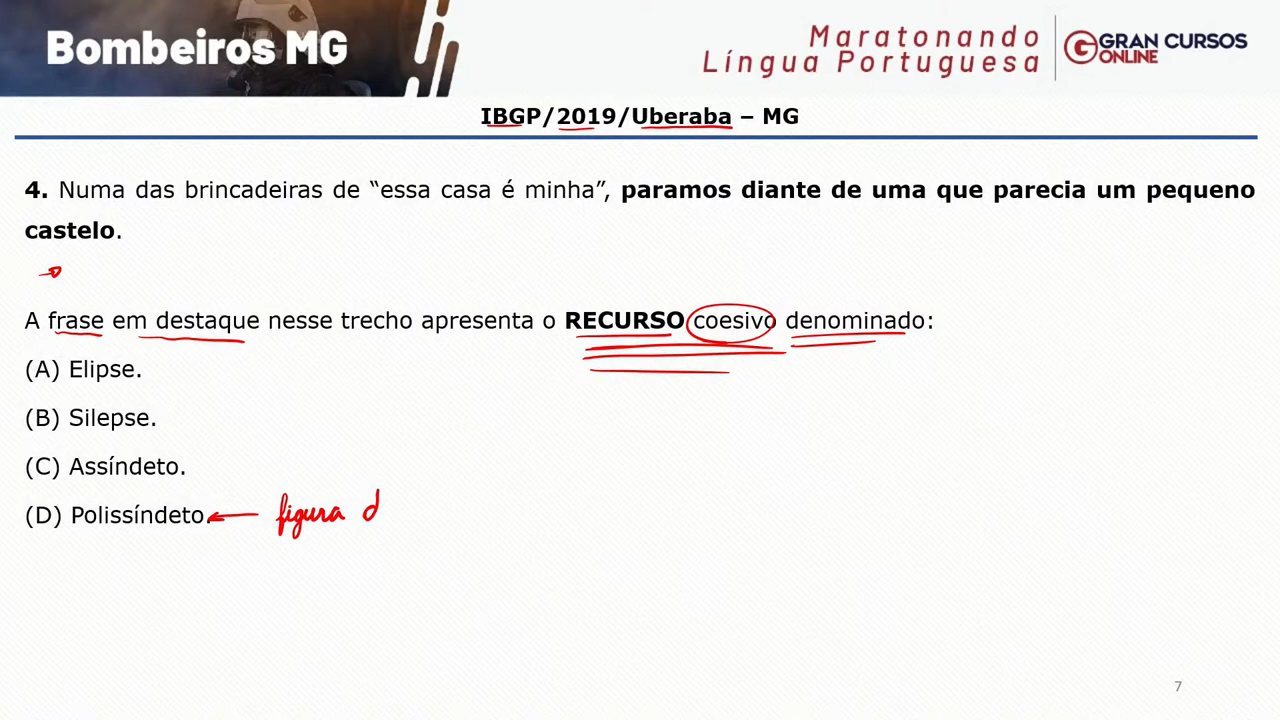 Bombeiros MG
Maratonando
Língua Portuguesa
GRAN CURSOS
ONLINE
IBGP/2019/Uberaba – MG
4. Numa das brincadeiras de “essa casa é minha”, paramos diante de uma que parecia um pequeno
castelo.
A frase em destaque nesse trecho apresenta o RECURSO coesivo denominado:
(A) Elipse.
(B) Silepse.
(C) Assíndeto.
(D) Polissíndeto. figura d
7